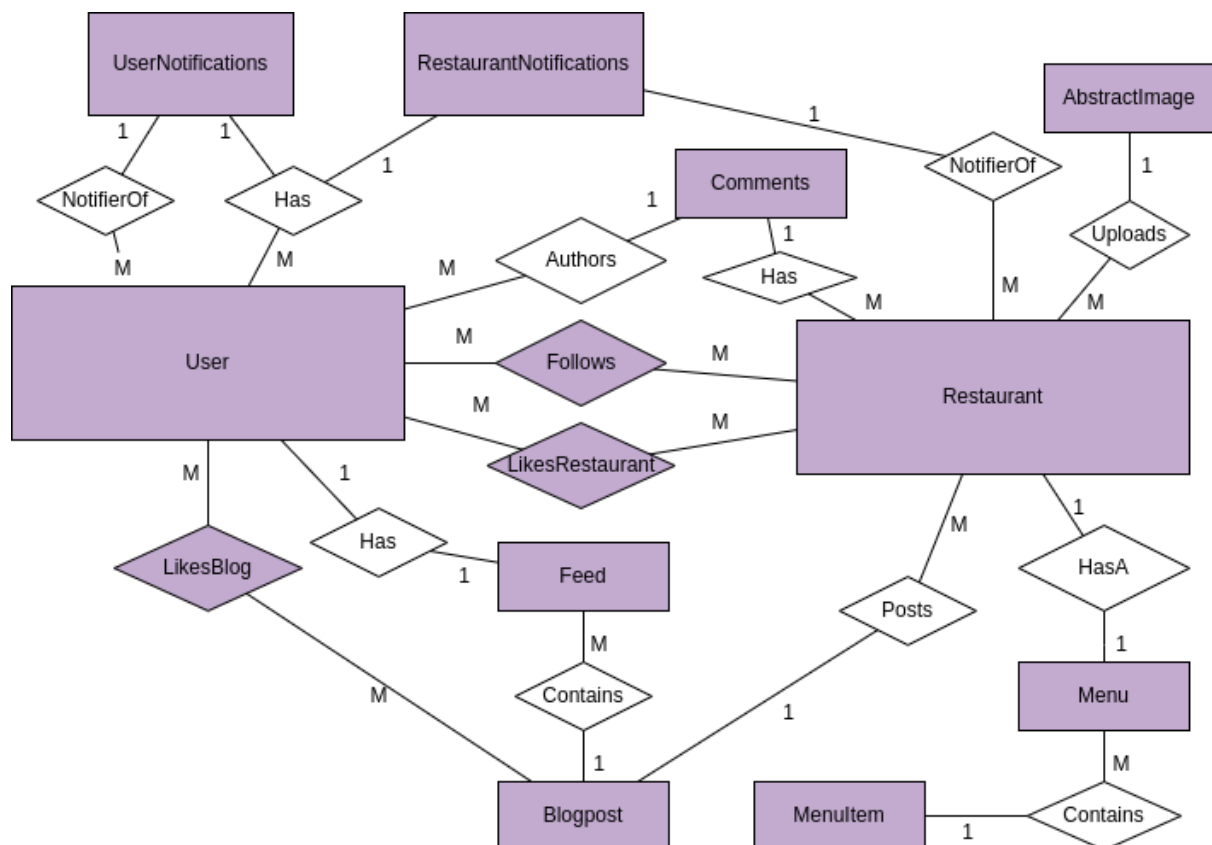 UserNotifications
RestaurantNotifications
AbstractImage
1
1
1
1
NotifierOf
Has
Comments
NotifierOf
1
1
Uploads
M
M
Authors
1
Has
M
M
M
M
User
M
Follows
M
Restaurant
M
LikesRestaurant
M
M
1
LikesBlog
Has
1
Feed
M
1
HasA
Posts
M
Contains
1
1
Menu
M
1
1
M
Blogpost
MenuItem
1
Contains